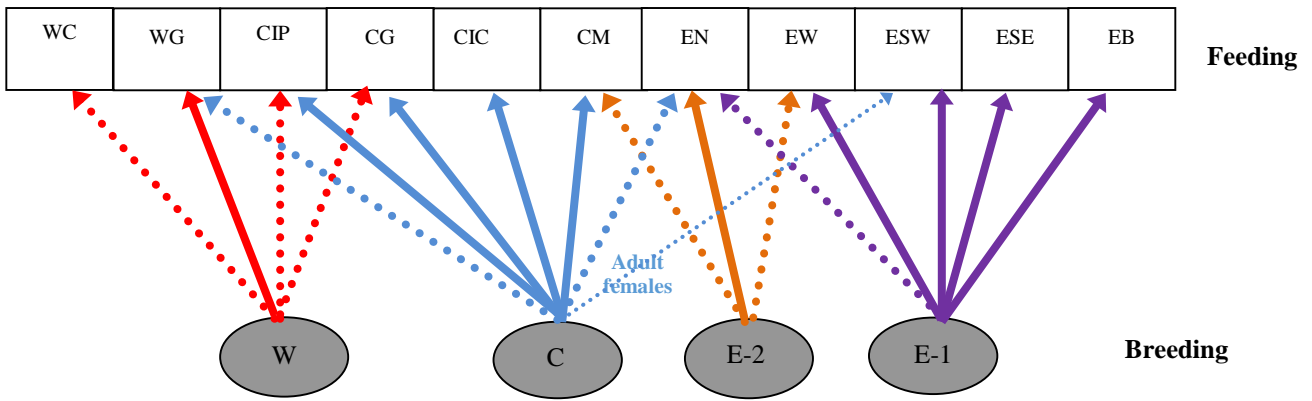 WC WG CIP CG CIC CM EN EW ESW ESE EB
Feeding
Adult
females
W C E-2 E-1
Breeding